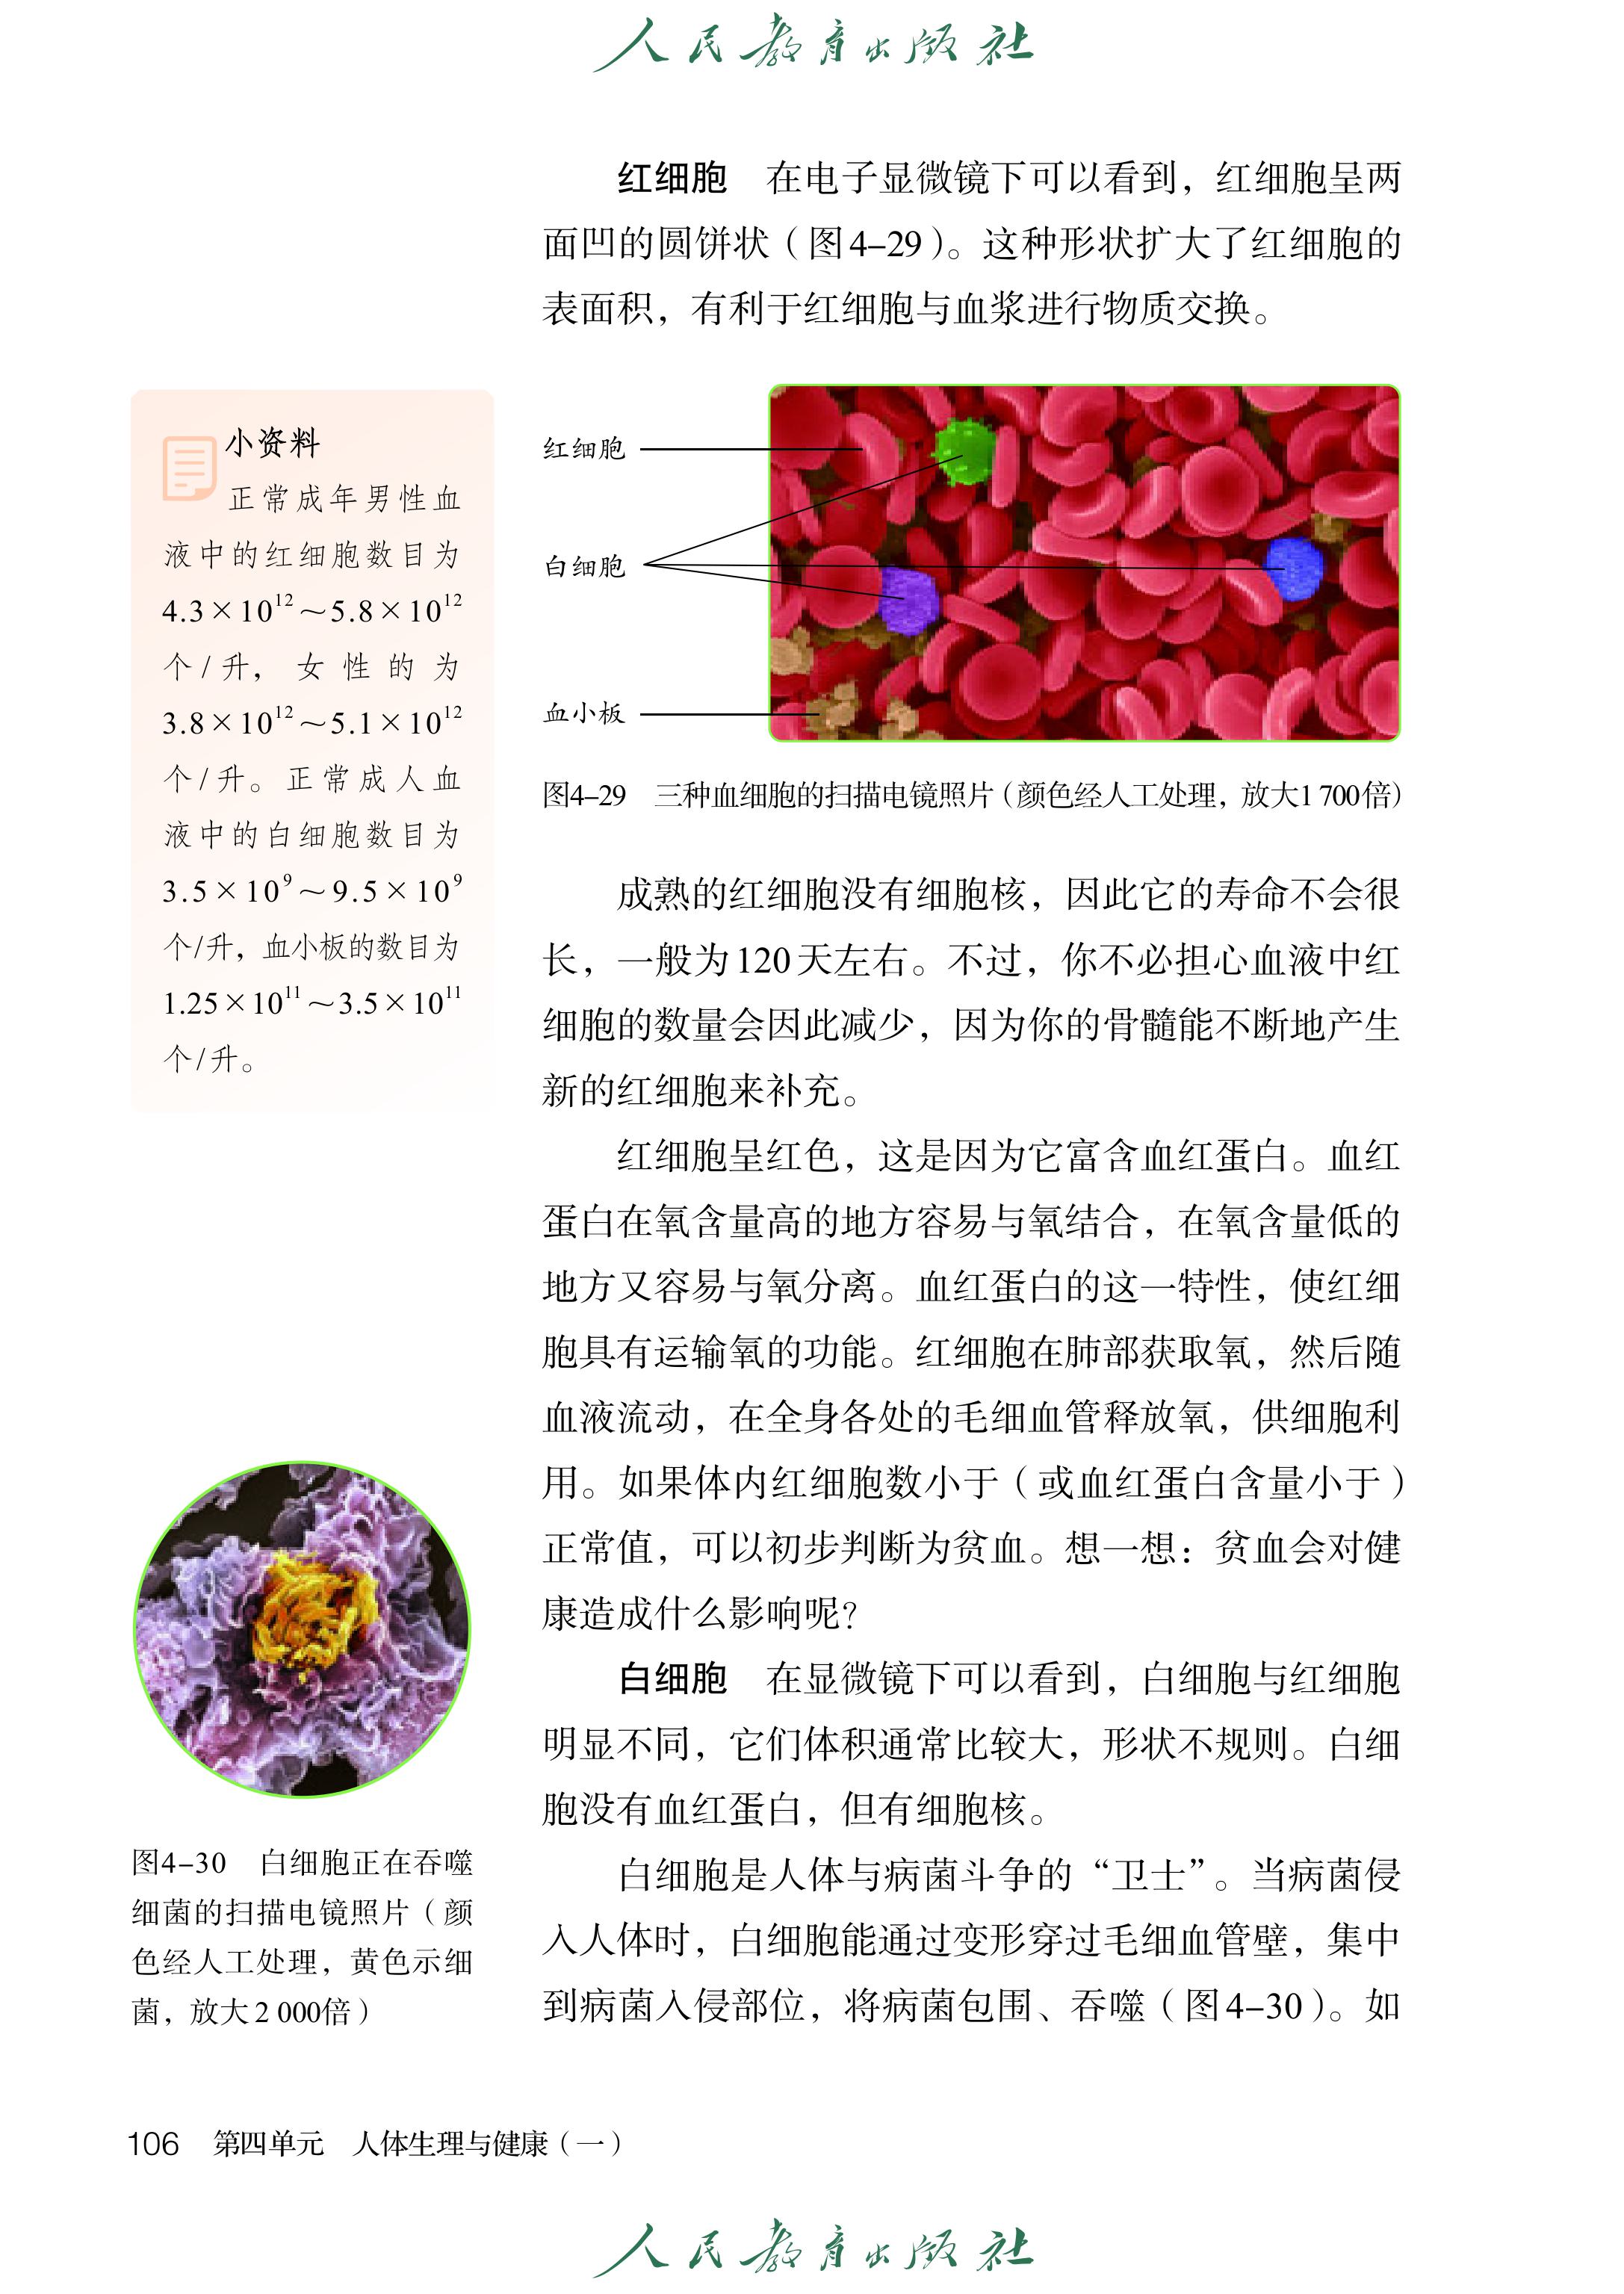 人民教育出版社
红细胞 在电子显微镜下可以看到，红细胞呈两
面凹的圆饼状（图4–29）。这种形状扩大了红细胞的
表面积，有利于红细胞与血浆进行物质交换。
小资料
正常成年男性血
液中的红细胞数目为
4.3×10¹²～5.8×10¹²
个/升，女性的为
3.8×10¹²～5.1×10¹²
个/升。正常成人血
液中的白细胞数目为
3.5×10⁹～9.5×10⁹
个/升，血小板的数目为
1.25×10¹¹～3.5×10¹¹
个/升。
红细胞
白细胞
血小板
图4–29 三种血细胞的扫描电镜照片（颜色经人工处理，放大1 700倍）
成熟的红细胞没有细胞核，因此它的寿命不会很
长，一般为120天左右。不过，你不必担心血液中红
细胞的数量会因此减少，因为你的骨髓能不断地产生
新的红细胞来补充。
红细胞呈红色，这是因为它富含血红蛋白。血红
蛋白在氧含量高的地方容易与氧结合，在氧含量低的
地方又容易与氧分离。血红蛋白的这一特性，使红细
胞具有运输氧的功能。红细胞在肺部获取氧，然后随
血液流动，在全身各处的毛细血管释放氧，供细胞利
用。如果体内红细胞数小于（或血红蛋白含量小于）
正常值，可以初步判断为贫血。想一想：贫血会对健
康造成什么影响呢？
白细胞 在显微镜下可以看到，白细胞与红细胞
明显不同，它们体积通常比较大，形状不规则。白细
胞没有血红蛋白，但有细胞核。
白细胞是人体与病菌斗争的“卫士”。当病菌侵
入人体时，白细胞能通过变形穿过毛细血管壁，集中
到病菌入侵部位，将病菌包围、吞噬（图4–30）。如
图4–30 白细胞正在吞噬
细菌的扫描电镜照片（颜
色经人工处理，黄色示细
菌，放大2 000倍）
106 第四单元 人体生理与健康（一）
人民教育出版社